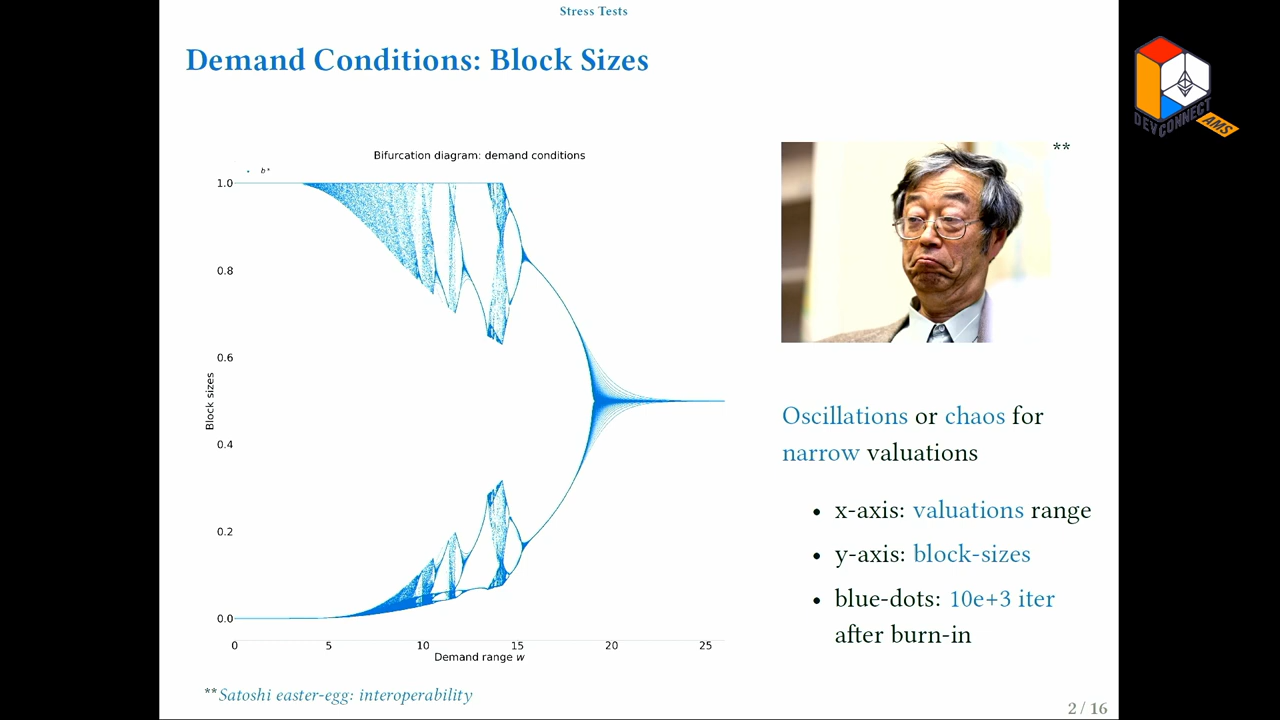 Stress Tests
Demand Conditions: Block Sizes
DEVCONNECT
AMS
**
Bifurcation diagram: demand conditions
b*
1.0
0.8
0.6
0.4
0.2
0.0
Block sizes
0 5 10 15 20 25
Demand range w
Oscillations or chaos for
narrow valuations
• x-axis: valuations range
• y-axis: block-sizes
• blue-dots: 10e+3 iter
after burn-in
**Satoshi easter-egg: interoperability
2 / 16